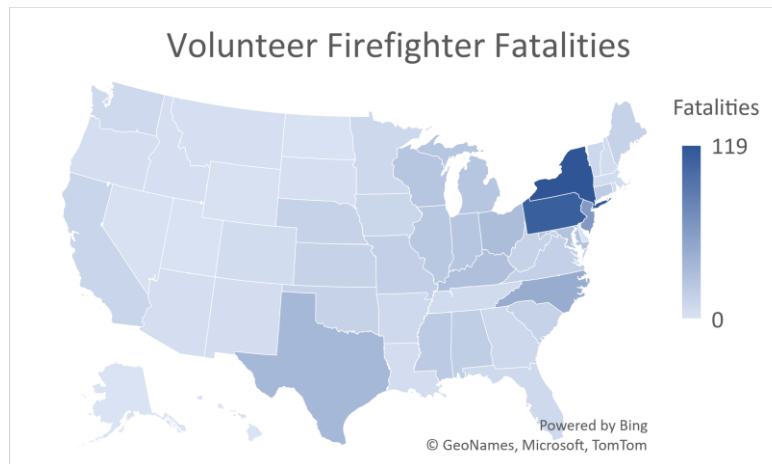 Volunteer Firefighter Fatalities
Fatalities
119
0
Powered by Bing
© GeoNames, Microsoft, TomTom